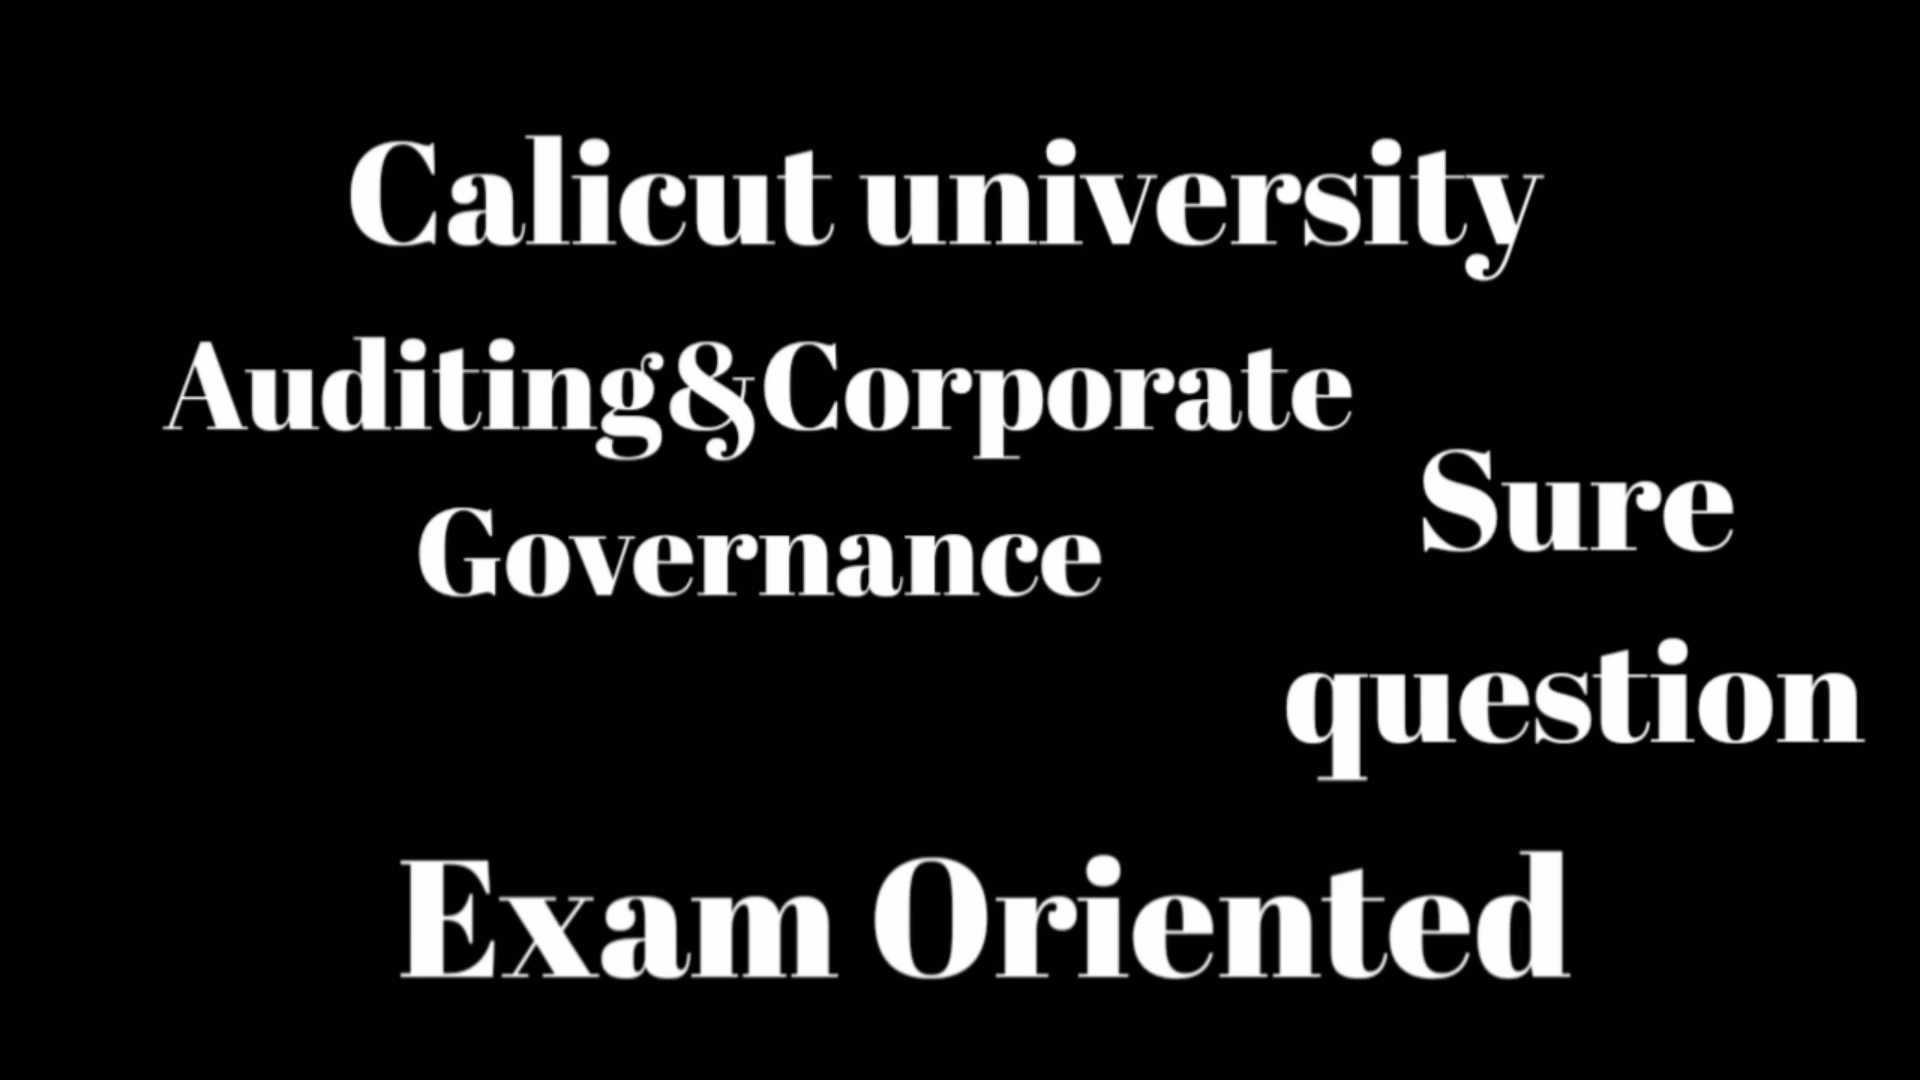 Calicut university
Auditing&Corporate
Governance
Sure
question
Exam Oriented